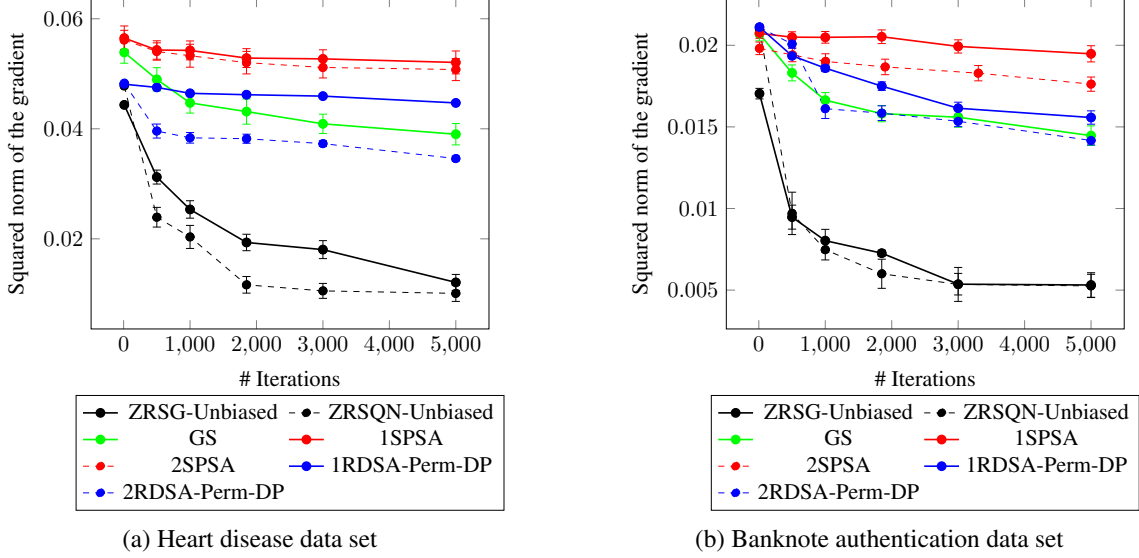 0.06
0.04
0.02
Squared norm of the gradient
0 1,000 2,000 3,000 4,000 5,000
# Iterations
ZRSG-Unbiased ZRSQN-Unbiased
GS 1SPSA
2SPSA 1RDSA-Perm-DP
2RDSA-Perm-DP
(a) Heart disease data set
0.02
0.015
0.01
0.005
Squared norm of the gradient
0 1,000 2,000 3,000 4,000 5,000
# Iterations
ZRSG-Unbiased ZRSQN-Unbiased
GS 1SPSA
2SPSA 1RDSA-Perm-DP
2RDSA-Perm-DP
(b) Banknote authentication data set